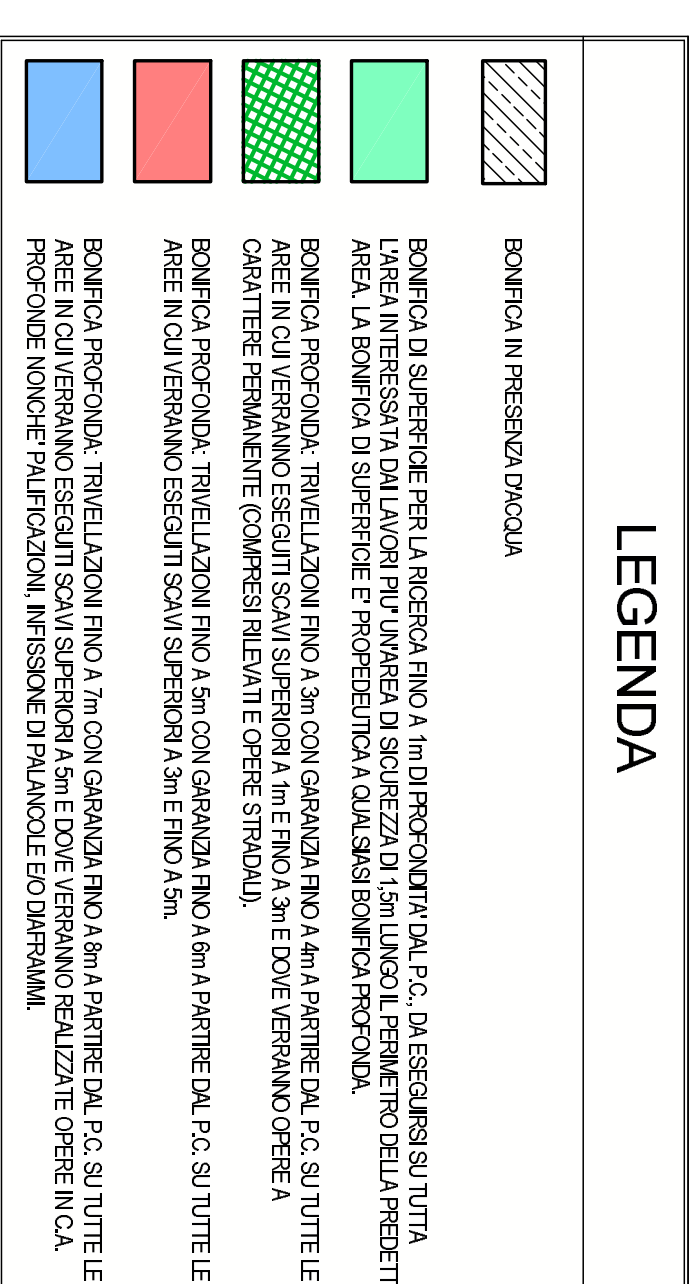 LEGENDA
BONIFICA IN PRESENZA D'ACQUA
BONIFICA DI SUPERFICIE PER LA RICERCA FINO A 1m DI PROFONDITA' DAL P.C., DA ESEGUIRSI SU TUTTA
L'AREA INTERESSATA DAI LAVORI PIU' UN'AREA DI SICUREZZA DI 1,5m LUNGO IL PERIMETRO DELLA PREDETT
AREA. LA BONIFICA DI SUPERFICIE E' PROPEDEUTICA A QUALSIASI BONIFICA PROFONDA.
BONIFICA PROFONDA: TRIVELLAZIONI FINO A 3m CON GARANZIA FINO A 4m A PARTIRE DAL P.C. SU TUTTE LE
AREE IN CUI VERRANNO ESEGUITI SCAVI SUPERIORI A 1m E FINO A 3m E DOVE VERRANNO OPERE A
CARATTERE PERMANENTE (COMPRESI RILEVATI E OPERE STRADALI).
BONIFICA PROFONDA: TRIVELLAZIONI FINO A 5m CON GARANZIA FINO A 6m A PARTIRE DAL P.C. SU TUTTE LE
AREE IN CUI VERRANNO ESEGUITI SCAVI SUPERIORI A 3m E FINO A 5m.
BONIFICA PROFONDA: TRIVELLAZIONI FINO A 7m CON GARANZIA FINO A 8m A PARTIRE DAL P.C. SU TUTTE LE
AREE IN CUI VERRANNO ESEGUITI SCAVI SUPERIORI A 5m E DOVE VERRANNO REALIZZATE OPERE IN C.A.
PROFONDE NONCHE' PALIFICAZIONI, INFISSIONE DI PALANCOLE E/O DIAFRAMMI.